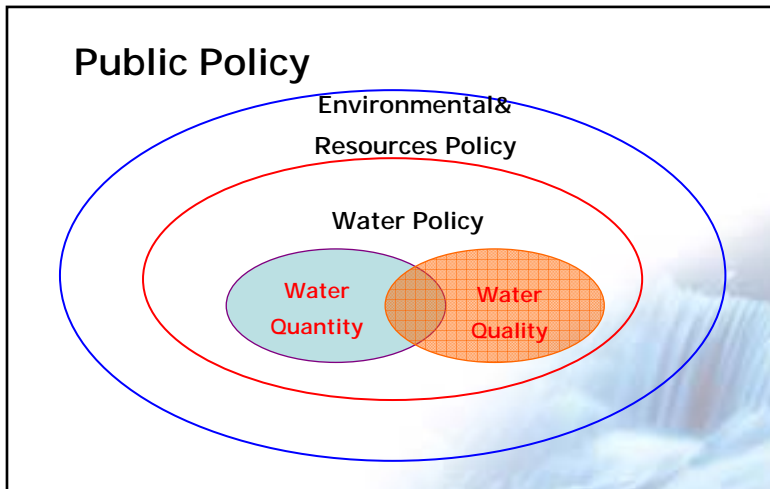 Public Policy
Environmental&
Resources Policy
Water Policy
Water
Quantity
Water
Quality